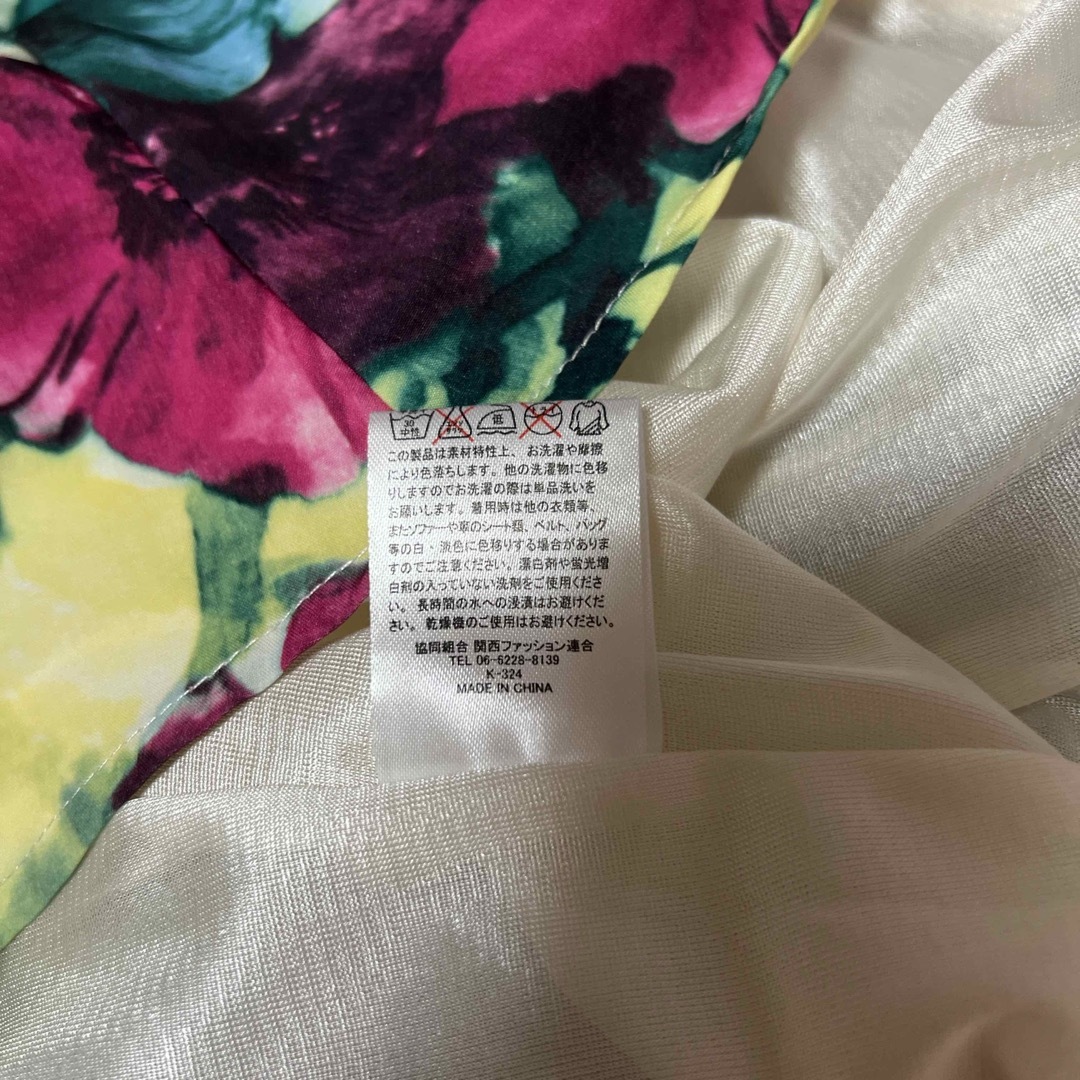 30
中性
低
この製品は素材特性上、お洗濯や摩擦
により色落ちします。他の洗濯物に色移
りしますのでお洗濯の際は単品洗いを
お願いします。着用時は他の衣類等、
またソファーや車のシート類、ベルト、バッグ
等の白・淡色に色移りする場合がありま
すのでご注意ください。漂白剤や蛍光増
白剤の入っていない洗剤をご使用くださ
い。長時間の水への浸漬はお避けくだ
さい。乾燥機のご使用はお避けください。
協同組合 関西ファッション連合
TEL 06-6228-8139
K-324
MADE IN CHINA